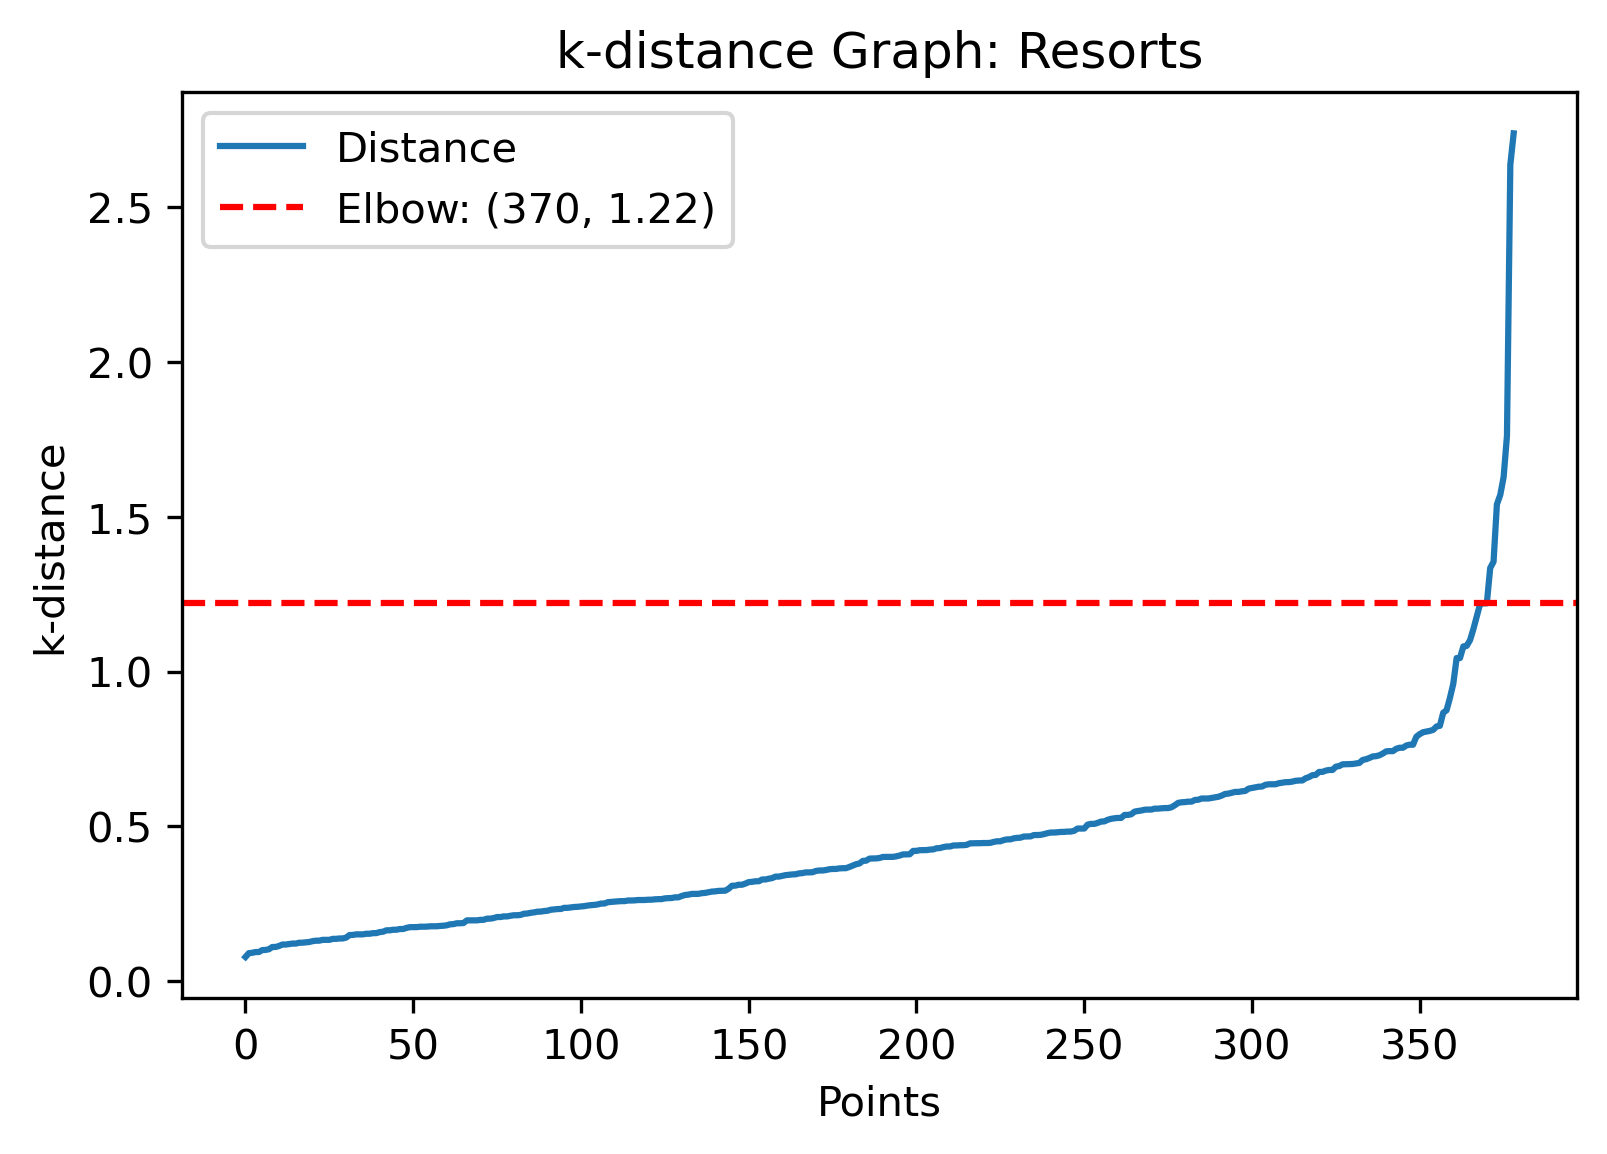 k-distance Graph: Resorts
Distance
Elbow: (370, 1.22)
2.5
2.0
1.5
1.0
0.5
0.0
k-distance
0 50 100 150 200 250 300 350
Points